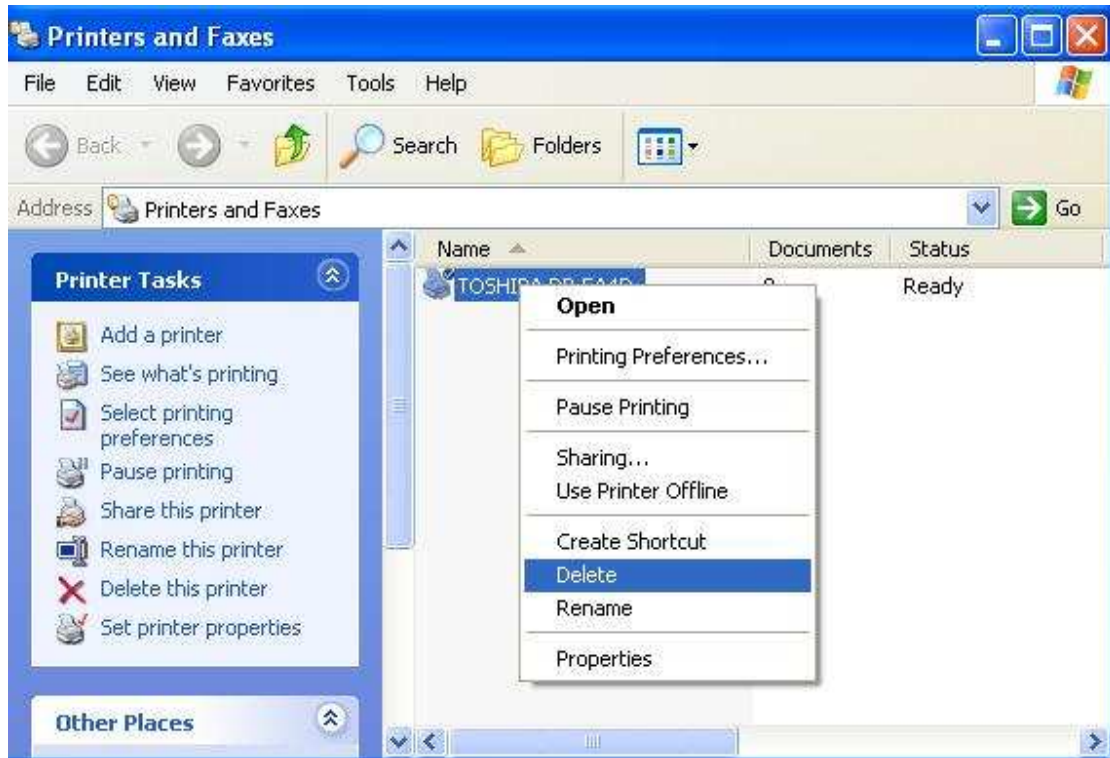 Printers and Faxes
File Edit View Favorites Tools Help
Back Search Folders
Address Printers and Faxes Go
Printer Tasks
Add a printer
See what's printing
Select printing
preferences
Pause printing
Share this printer
Rename this printer
Delete this printer
Set printer properties
Other Places
Name Documents Status
TOSHIBA Ready
Open
Printing Preferences...
Pause Printing
Sharing...
Use Printer Offline
Create Shortcut
Delete
Rename
Properties